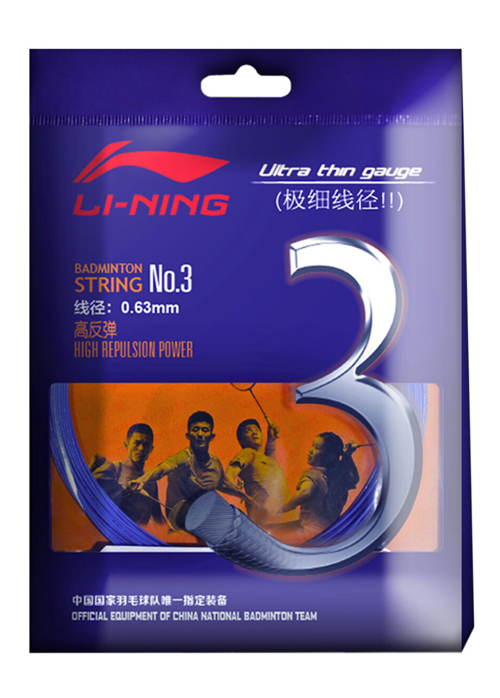 LI-NING
Ultra thin gauge
(极细线径!!)
BADMINTON
STRING No.3
线径：0.63mm
高反弹
HIGH REPULSION POWER
3
中国国家羽毛球队唯一指定装备
OFFICIAL EQUIPMENT OF CHINA NATIONAL BADMINTON TEAM